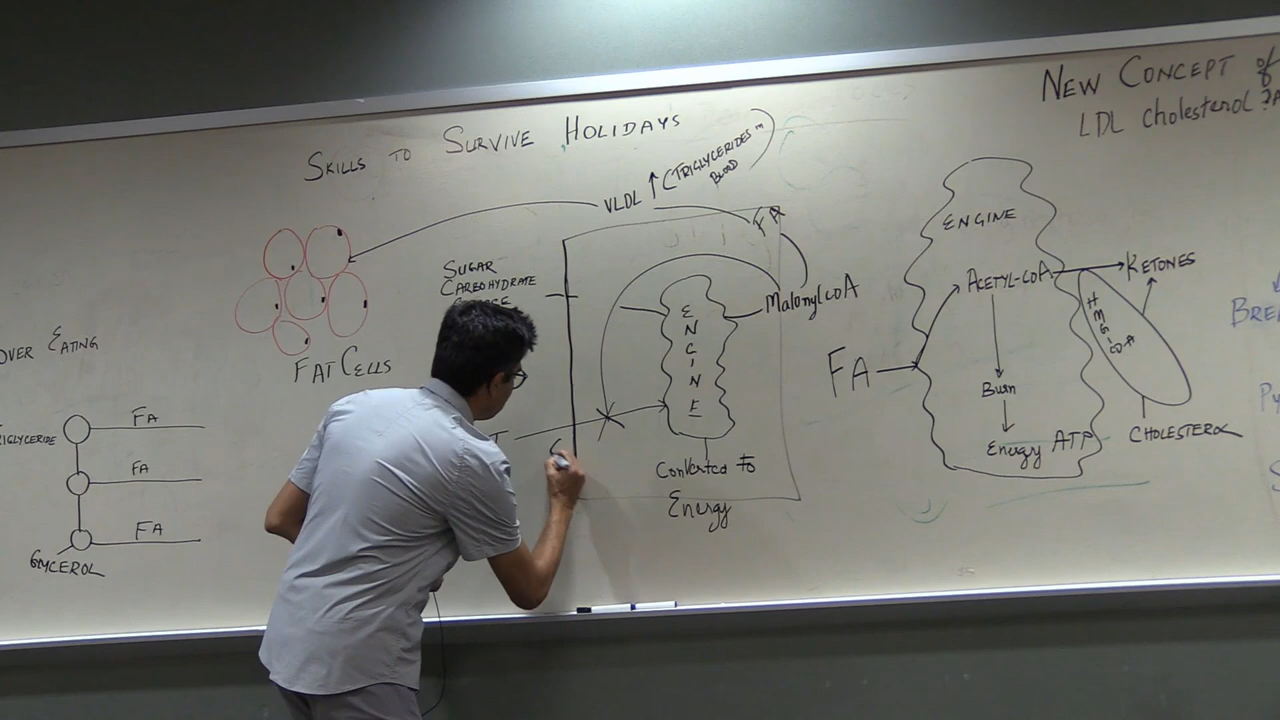 SKILLS TO SURVIVE HOLIDAYS
NEW CONCEPT of
LDL cholesterol
VLDL ↑ (TRIGLYCERIDES in
BLOOD)
FA
SUGAR
CARBOHYDRATE
FAT CELLS
OVER EATING
FA
FA
FA
GLYCEROL
ENGINE
Malonyl COA
Converted to
Energy
ENGINE
FA
ACETYL-COA
KETONES
HMG-COA
Burn
Energy ATP
CHOLESTEROL